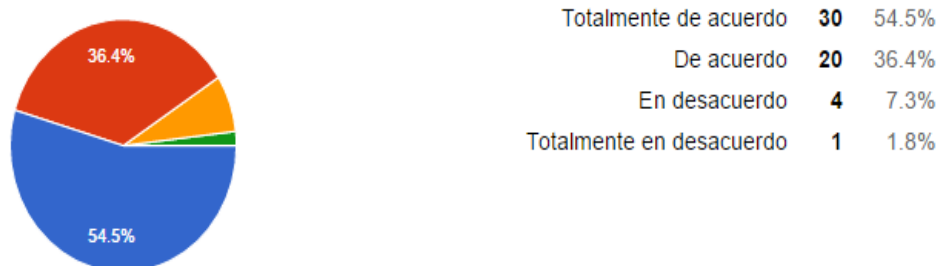 36.4%
54.5%
Totalmente de acuerdo 30 54.5%
De acuerdo 20 36.4%
En desacuerdo 4 7.3%
Totalmente en desacuerdo 1 1.8%